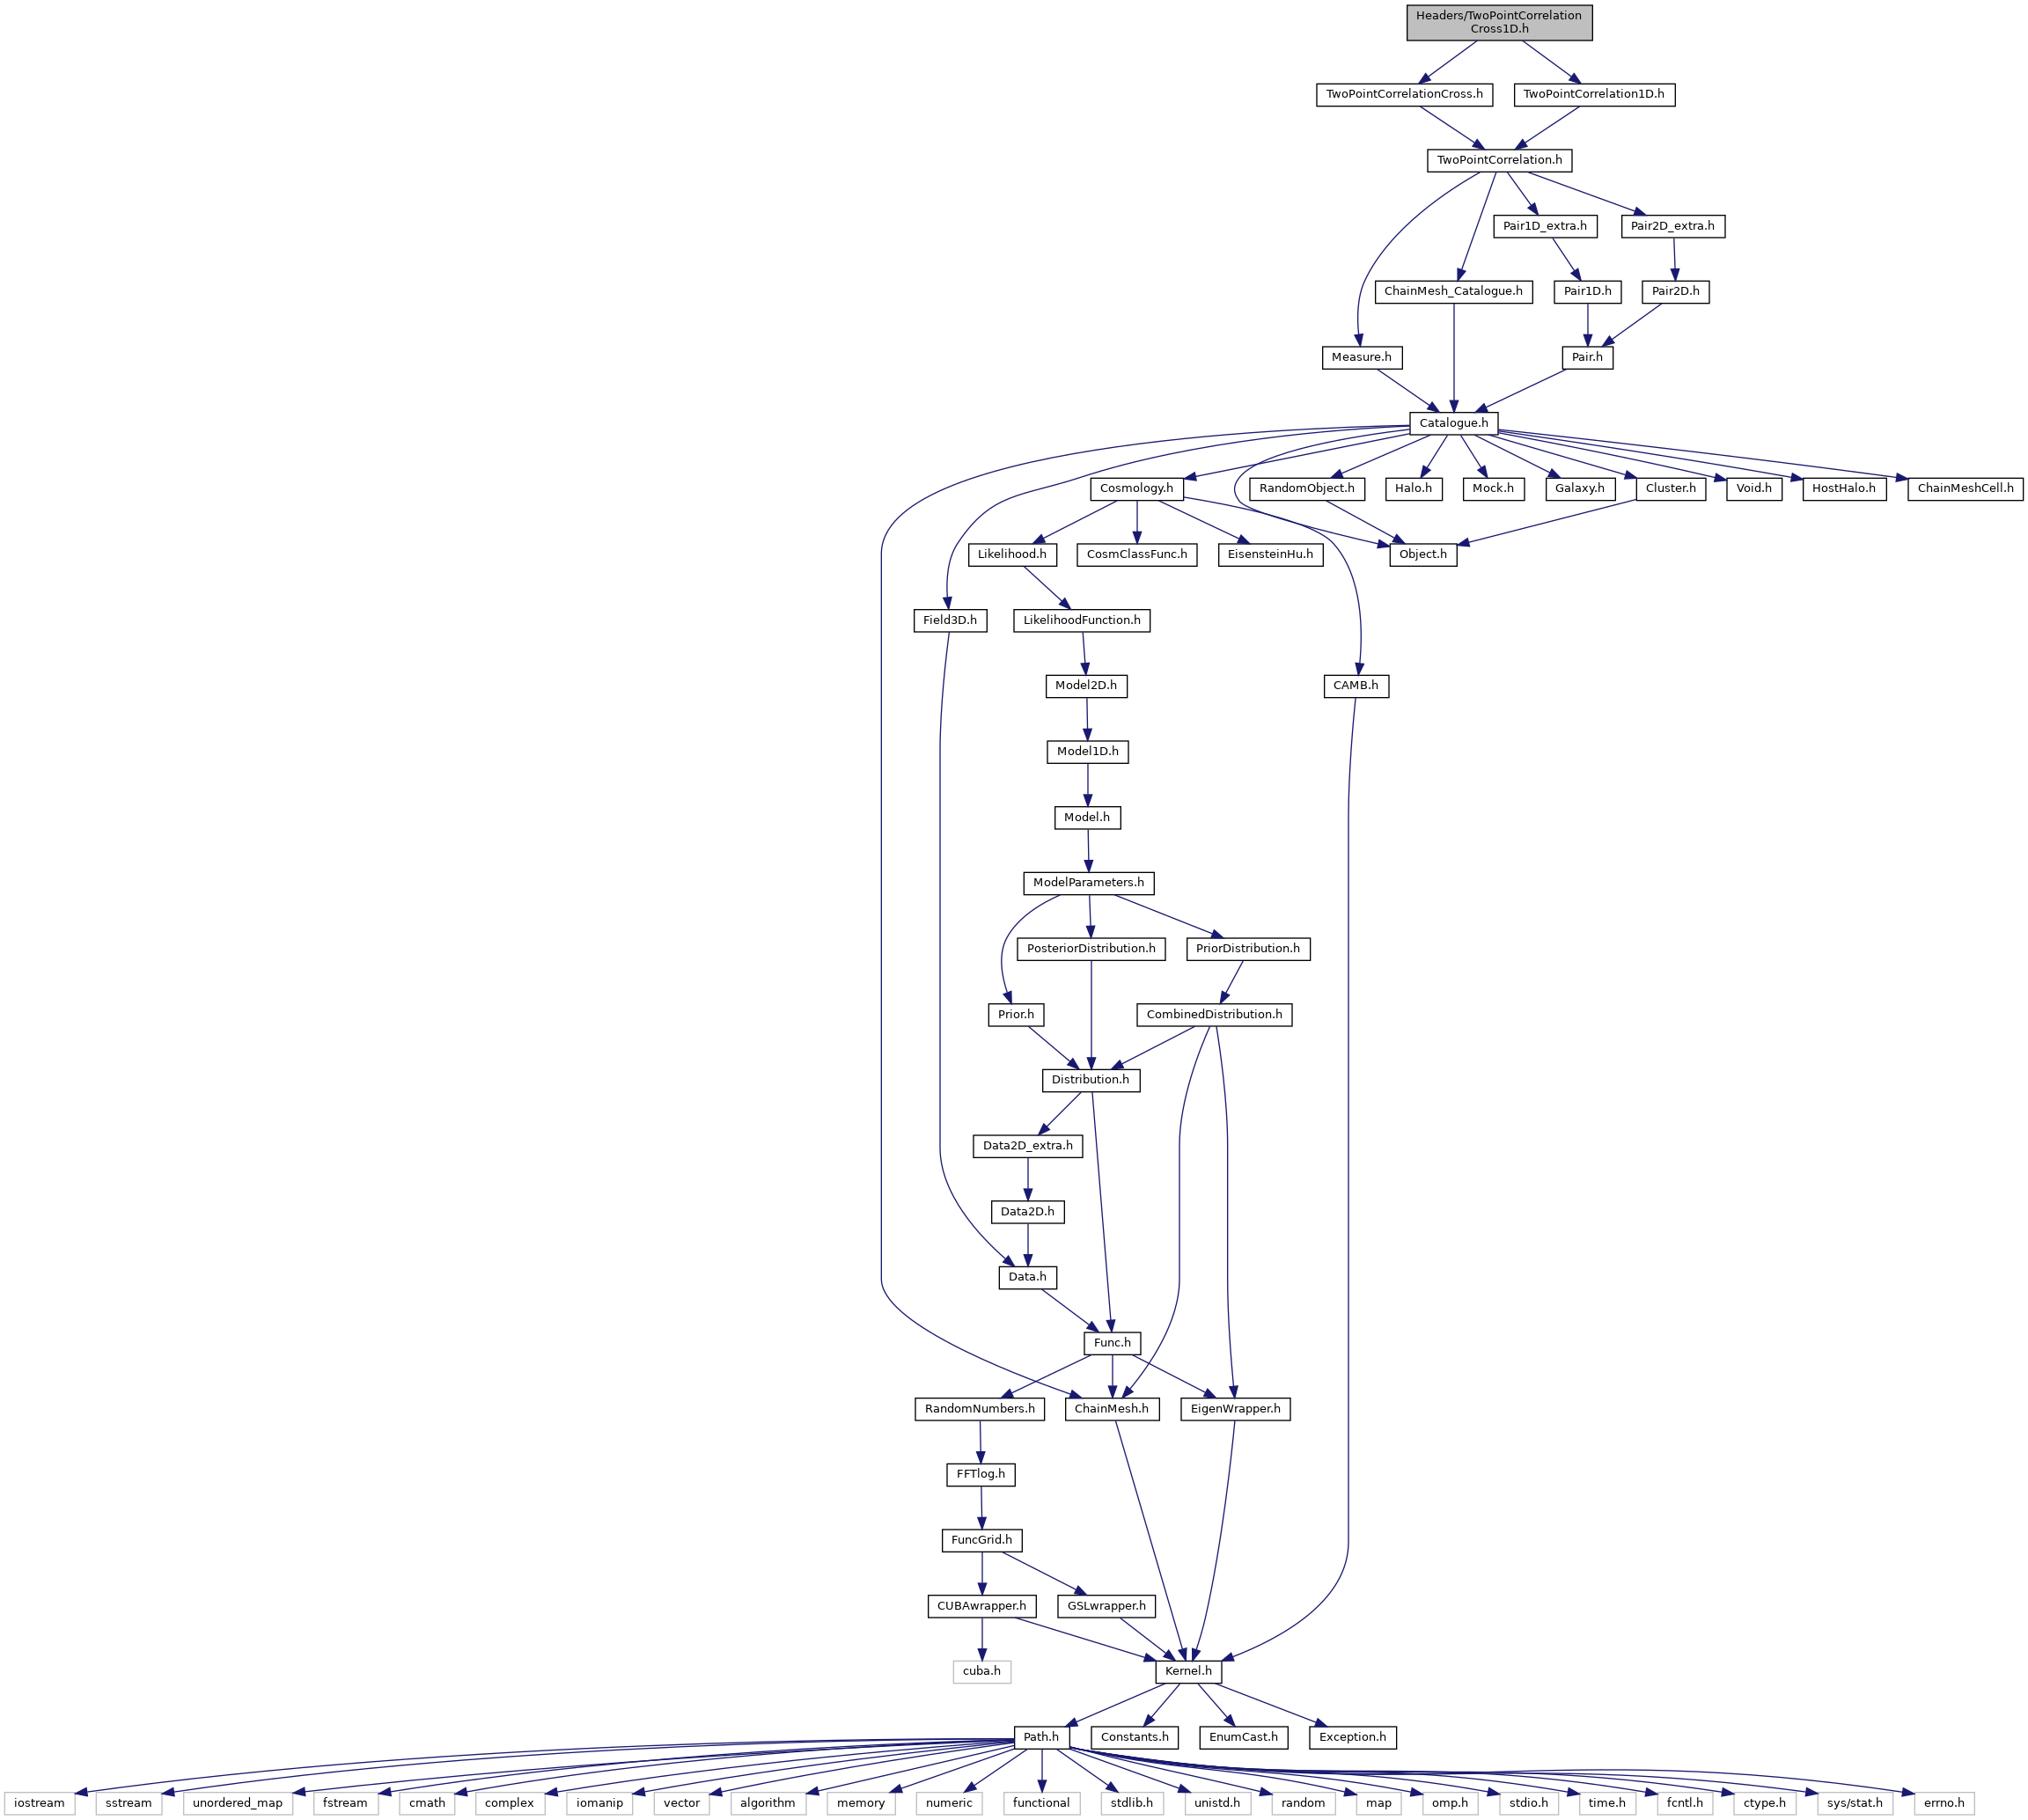 Headers/TwoPointCorrelation
Cross1D.h
TwoPointCorrelationCross.h
TwoPointCorrelation1D.h
TwoPointCorrelation.h
Pair1D_extra.h
Pair2D_extra.h
ChainMesh_Catalogue.h
Pair1D.h
Pair2D.h
Measure.h
Pair.h
Catalogue.h
Cosmology.h
RandomObject.h
Halo.h
Mock.h
Galaxy.h
Cluster.h
Void.h
HostHalo.h
ChainMeshCell.h
Likelihood.h
CosmClassFunc.h
EisensteinHu.h
Object.h
Field3D.h
LikelihoodFunction.h
Model2D.h
CAMB.h
Model1D.h
Model.h
ModelParameters.h
PosteriorDistribution.h
PriorDistribution.h
Prior.h
CombinedDistribution.h
Distribution.h
Data2D_extra.h
Data2D.h
Data.h
Func.h
RandomNumbers.h
ChainMesh.h
EigenWrapper.h
FFTlog.h
FuncGrid.h
CUBAwrapper.h
GSLwrapper.h
cuba.h
Kernel.h
Path.h
Constants.h
EnumCast.h
Exception.h
iostream
sstream
unordered_map
fstream
cmath
complex
iomanip
vector
algorithm
memory
numeric
functional
stdlib.h
unistd.h
random
map
omp.h
stdio.h
time.h
fcntl.h
ctype.h
sys/stat.h
errno.h